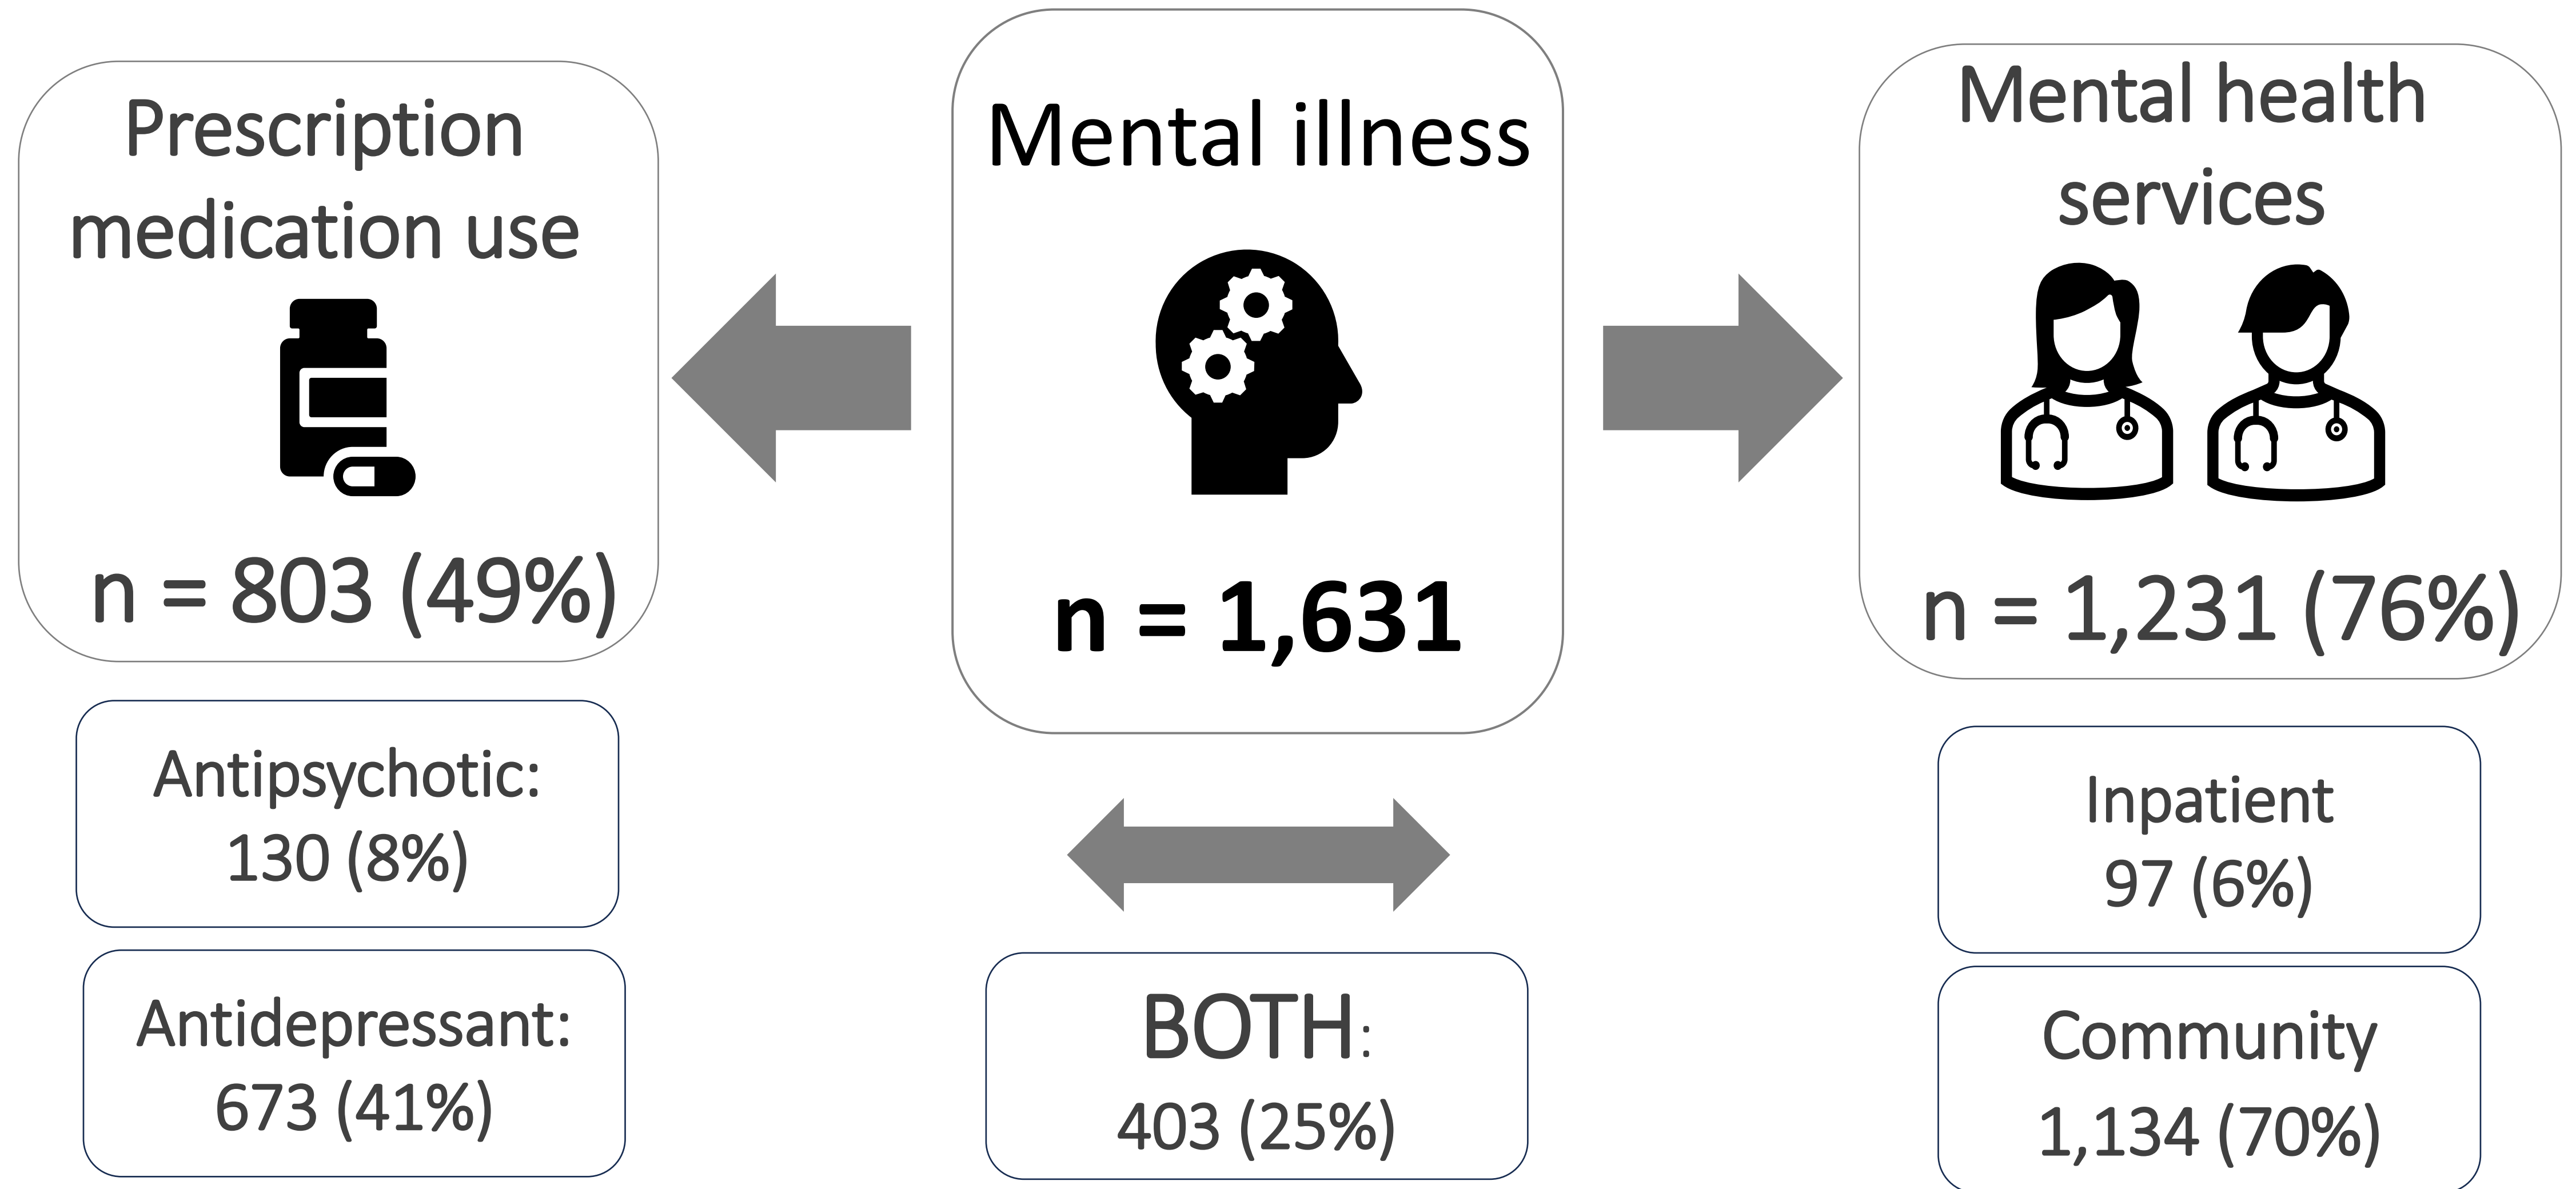 Prescription
medication use
n = 803 (49%)
Antipsychotic:
130 (8%)
Antidepressant:
673 (41%)
Mental illness
n = 1,631
BOTH:
403 (25%)
Mental health
services
n = 1,231 (76%)
Inpatient
97 (6%)
Community
1,134 (70%)